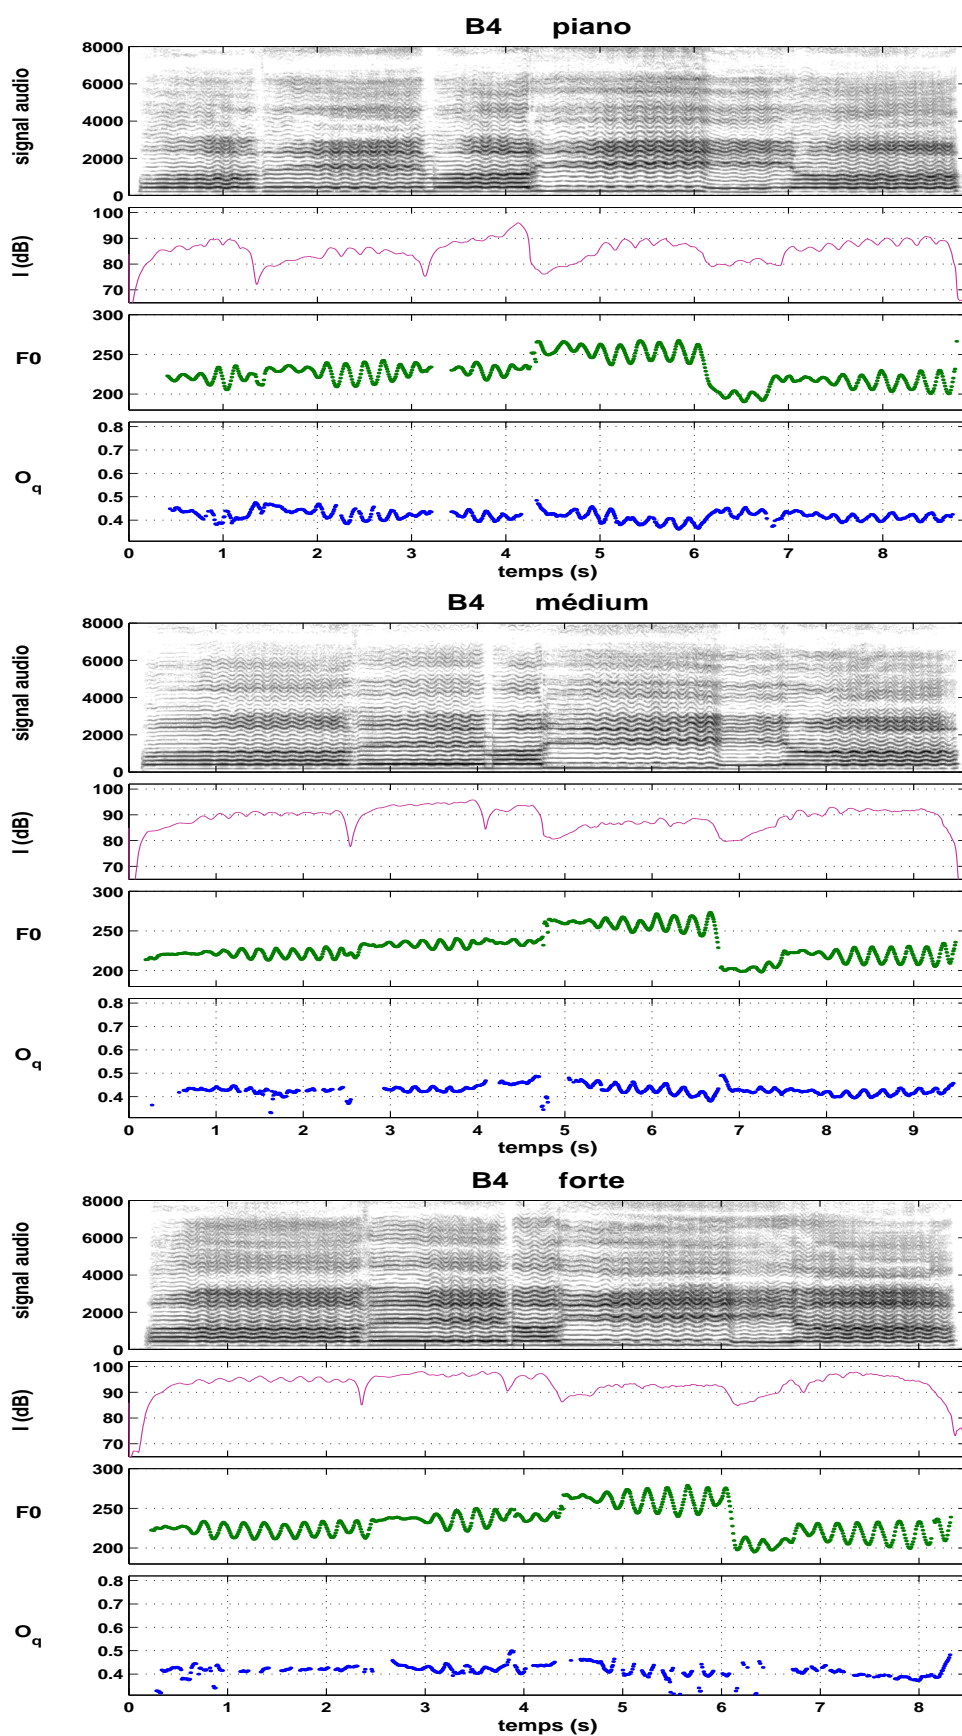 B4 piano
8000
6000
4000
2000
0
signal audio
100
90
80
70
I (dB)
300
250
200
F0
0.8
0.7
0.6
0.5
0.4
Oq
0 1 2 3 4 5 6 7 8
temps (s)
B4 médium
8000
6000
4000
2000
0
signal audio
100
90
80
70
I (dB)
300
250
200
F0
0.8
0.7
0.6
0.5
0.4
Oq
0 1 2 3 4 5 6 7 8 9
temps (s)
B4 forte
8000
6000
4000
2000
0
signal audio
100
90
80
70
I (dB)
300
250
200
F0
0.8
0.7
0.6
0.5
0.4
Oq
0 1 2 3 4 5 6 7 8
temps (s)